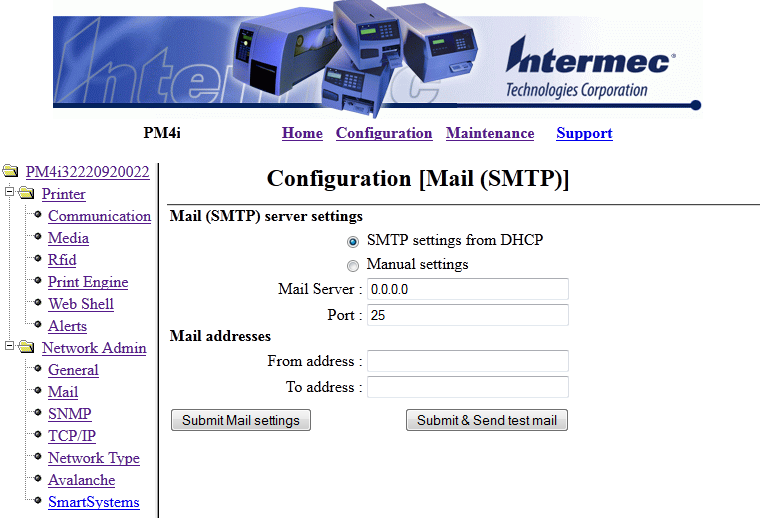 Intermec
Intermec®
Technologies Corporation
PM4i Home Configuration Maintenance Support
PM4i32220920022
Printer
Communication
Media
Rfid
Print Engine
Web Shell
Alerts
Network Admin
General
Mail
SNMP
TCP/IP
Network Type
Avalanche
SmartSystems
Configuration [Mail (SMTP)]
Mail (SMTP) server settings
SMTP settings from DHCP
Manual settings
Mail Server : 0.0.0.0
Port : 25
Mail addresses
From address :
To address :
Submit Mail settings Submit & Send test mail